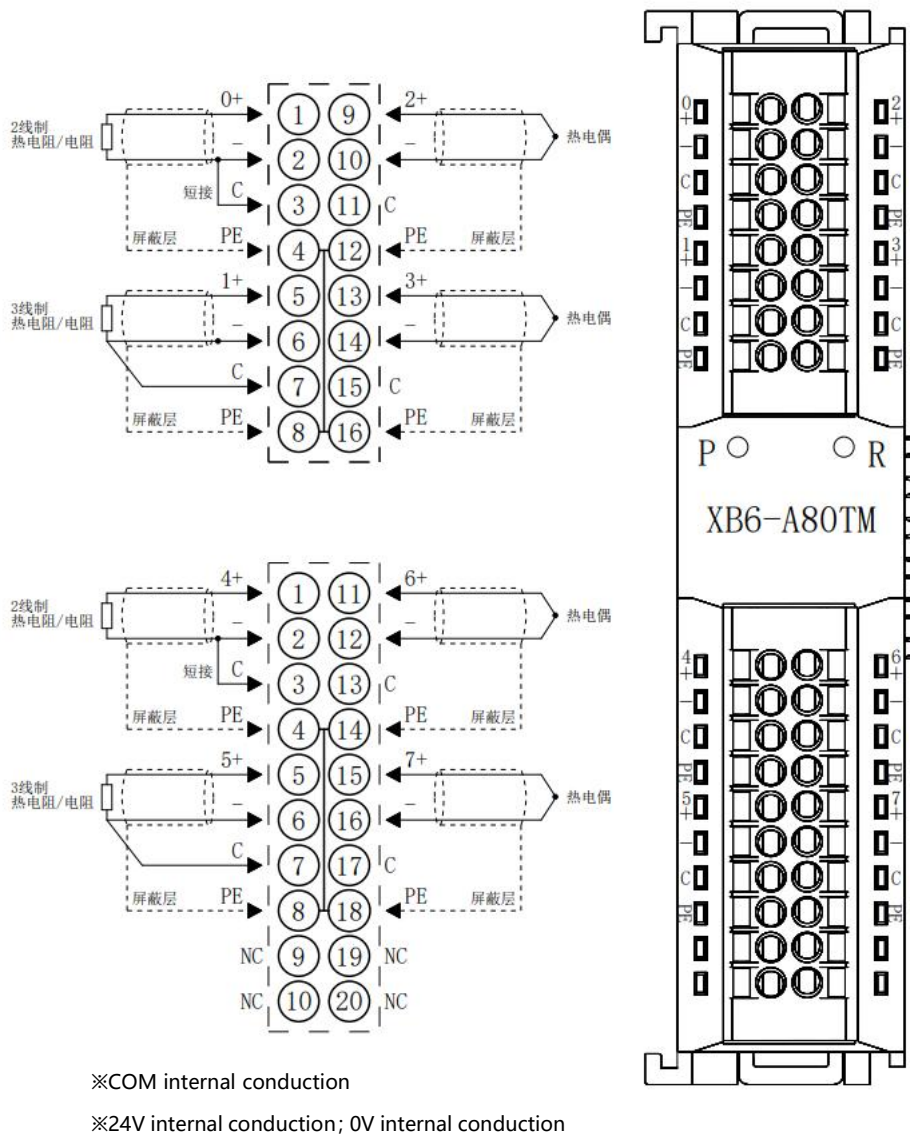 0+
1
9
2+
2线制
热电阻/电阻
-
2
10
-
热电偶
短接
C
3
11
C
屏蔽层
PE
4
12
PE
屏蔽层
1+
5
13
3+
3线制
热电阻/电阻
-
6
14
-
热电偶
C
7
15
C
屏蔽层
PE
8
16
PE
屏蔽层
4+
1
11
6+
2线制
热电阻/电阻
-
2
12
-
热电偶
短接
C
3
13
C
屏蔽层
PE
4
14
PE
屏蔽层
5+
5
15
7+
3线制
热电阻/电阻
-
6
16
-
热电偶
C
7
17
C
屏蔽层
PE
8
18
PE
屏蔽层
NC
9
19
NC
NC
10
20
NC
0+
2+
-
-
C
C
PE
PE
1+
3+
-
-
C
C
PE
PE
P
R
XB6-A80TM
4+
6+
-
-
C
C
PE
PE
5+
7+
-
-
C
C
PE
PE
※COM internal conduction
※24V internal conduction; 0V internal conduction